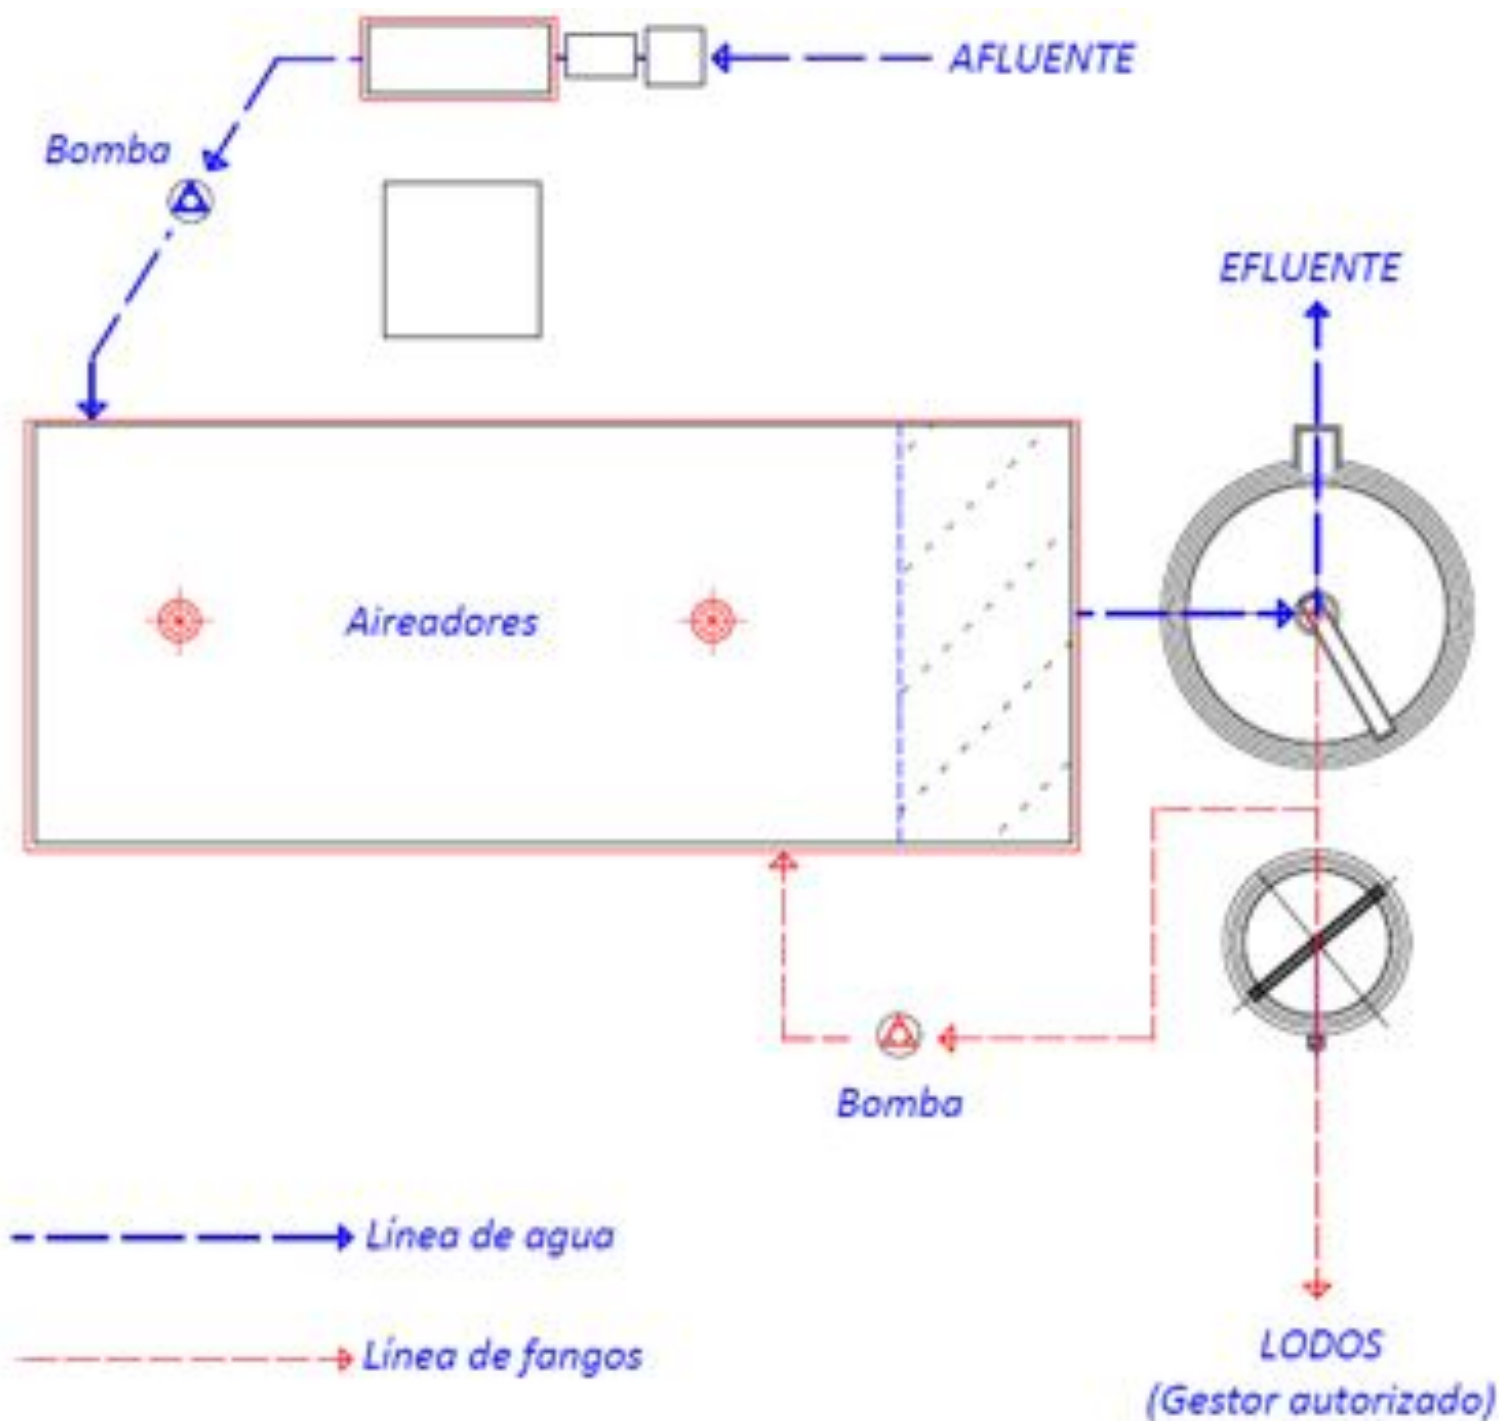 AFLUENTE
Bomba
EFLUENTE
Aireadores
Bomba
Línea de agua
Línea de fangos
LODOS
(Gestor autorizado)